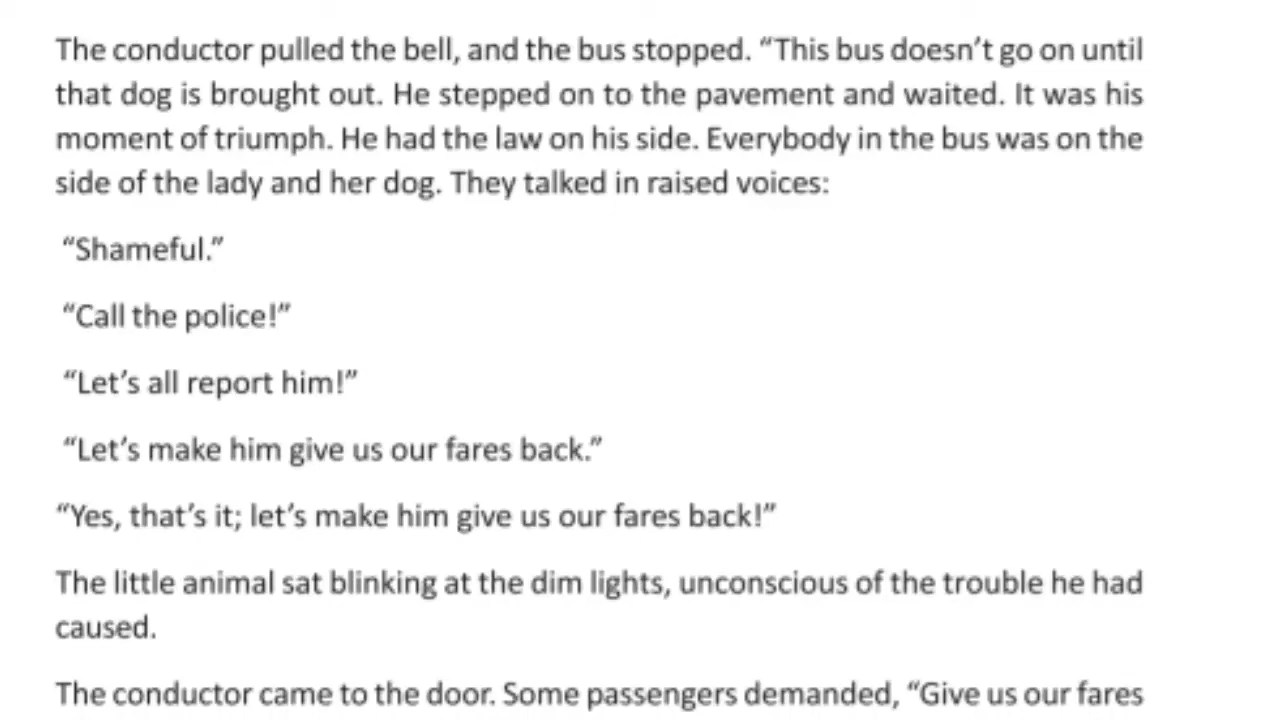 The conductor pulled the bell, and the bus stopped. “This bus doesn’t go on until
that dog is brought out. He stepped on to the pavement and waited. It was his
moment of triumph. He had the law on his side. Everybody in the bus was on the
side of the lady and her dog. They talked in raised voices:
“Shameful.”
“Call the police!”
“Let’s all report him!”
“Let’s make him give us our fares back.”
“Yes, that’s it; let’s make him give us our fares back!”
The little animal sat blinking at the dim lights, unconscious of the trouble he had
caused.
The conductor came to the door. Some passengers demanded, “Give us our fares